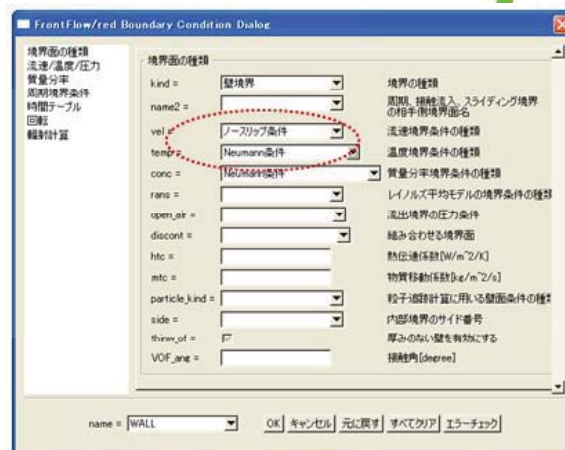 FrontFlow/red Boundary Condition Dialog
境界面の種類
流速/温度/圧力
質量分率
周期境界条件
時間テーブル
回転
輻射計算
境界面の種類
kind = 壁境界 境界の種類
name2 = 周期, 接触流入, スライディング境界の相手側境界面名
vel = ノースリップ条件 流速境界条件の種類
temp = Neumann条件 温度境界条件の種類
conc = Neumann条件 質量分率境界条件の種類
rans = レイノルズ平均モデルの境界条件の種類
open_air = 流出境界の圧力条件
discont = 組み合わせる境界面
htc = 熱伝達係数[W/m^2/K]
mtc = 物質移動係数[kg/m^2/s]
particle_kind = 粒子追跡計算に用いる壁面条件の種
side = 内部境界のサイド番号
thinw_of = 厚みのない壁を有効にする
VOF_ang = 接触角[degree]
name = WALL OK キャンセル 元に戻す すべてクリア エラーチェック